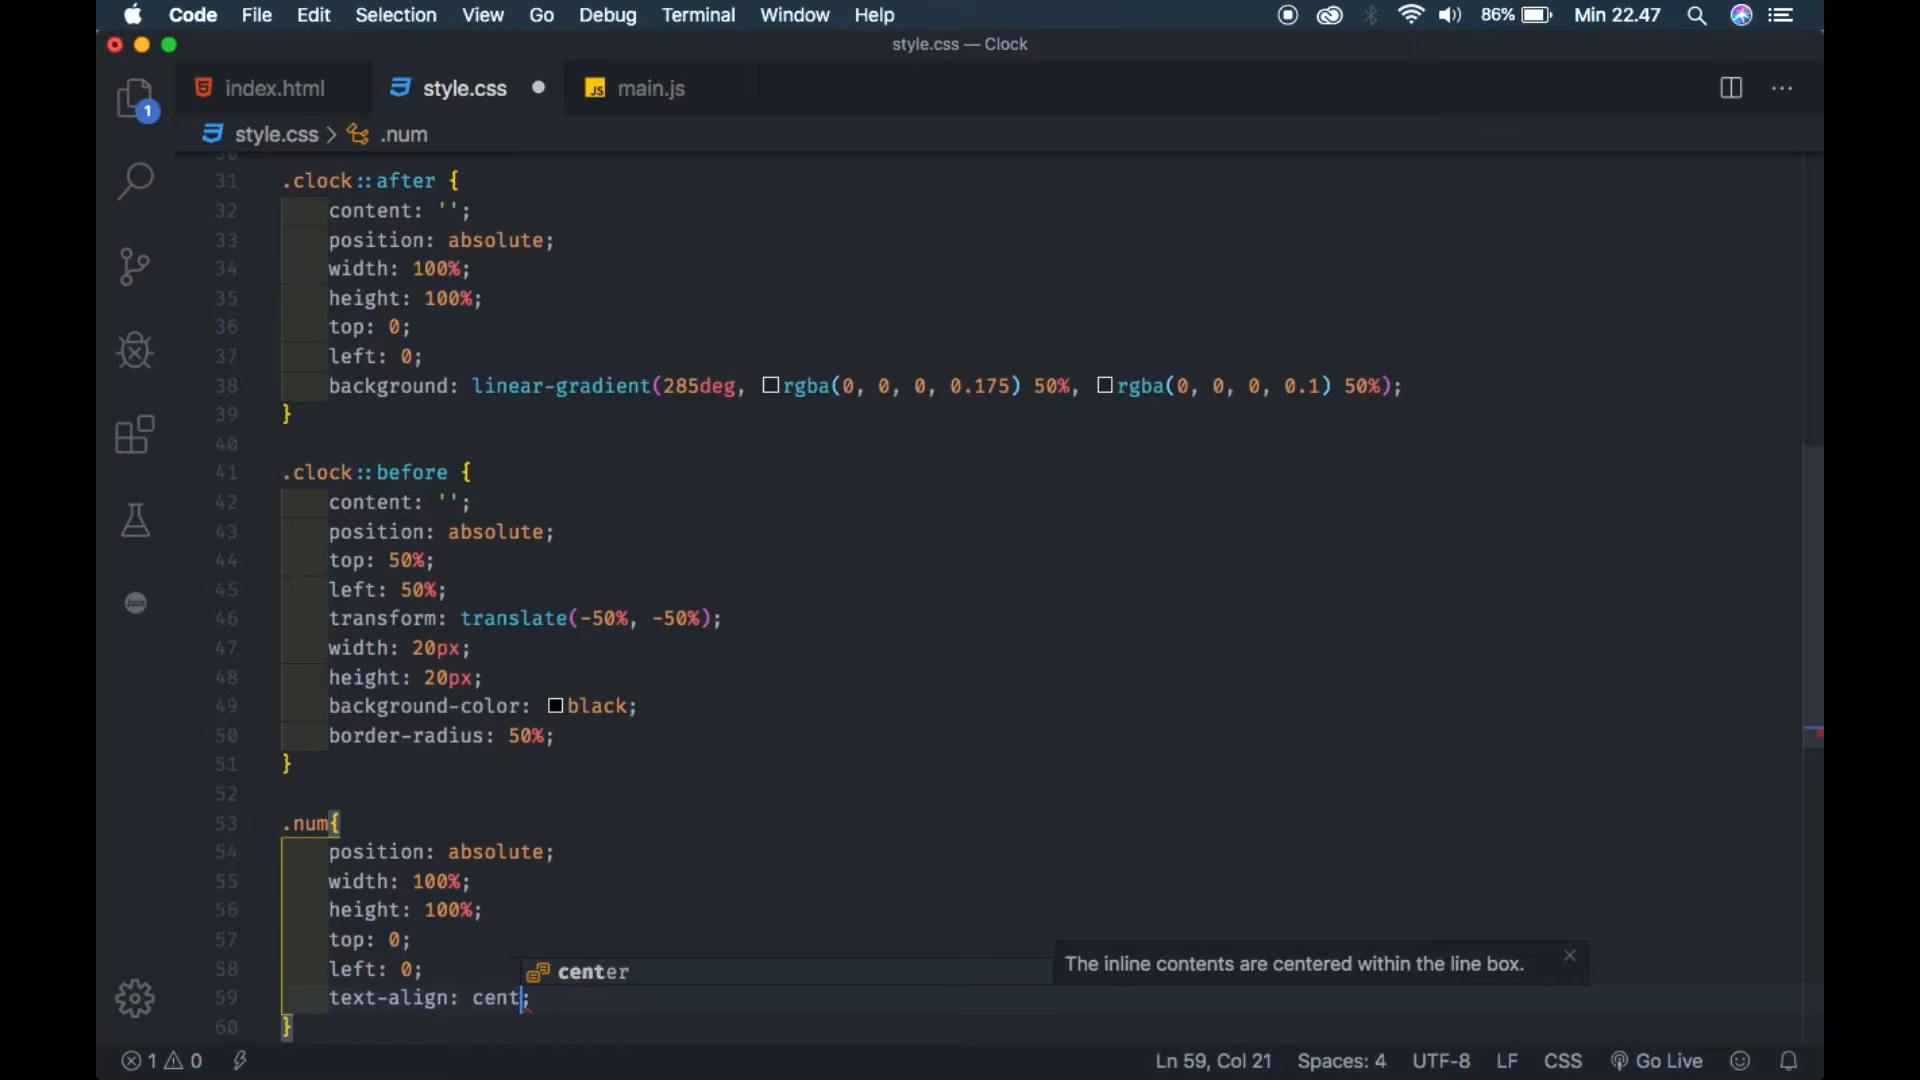 Code File Edit Selection View Go Debug Terminal Window Help 86% Min 22.47
style.css — Clock
1
index.html style.css JS main.js
style.css > .num
31 .clock::after {
32 content: '';
33 position: absolute;
34 width: 100%;
35 height: 100%;
36 top: 0;
37 left: 0;
38 background: linear-gradient(285deg, rgba(0, 0, 0, 0.175) 50%, rgba(0, 0, 0, 0.1) 50%);
39 }
40
41 .clock::before {
42 content: '';
43 position: absolute;
44 top: 50%;
45 left: 50%;
46 transform: translate(-50%, -50%);
47 width: 20px;
48 height: 20px;
49 background-color: black;
50 border-radius: 50%;
51 }
52
53 .num{
54 position: absolute;
55 width: 100%;
56 height: 100%;
57 top: 0;
58 left: 0;
center
The inline contents are centered within the line box.
59 text-align: cent;
60 }
Json
1 0 Ln 59, Col 21 Spaces: 4 UTF-8 LF CSS Go Live